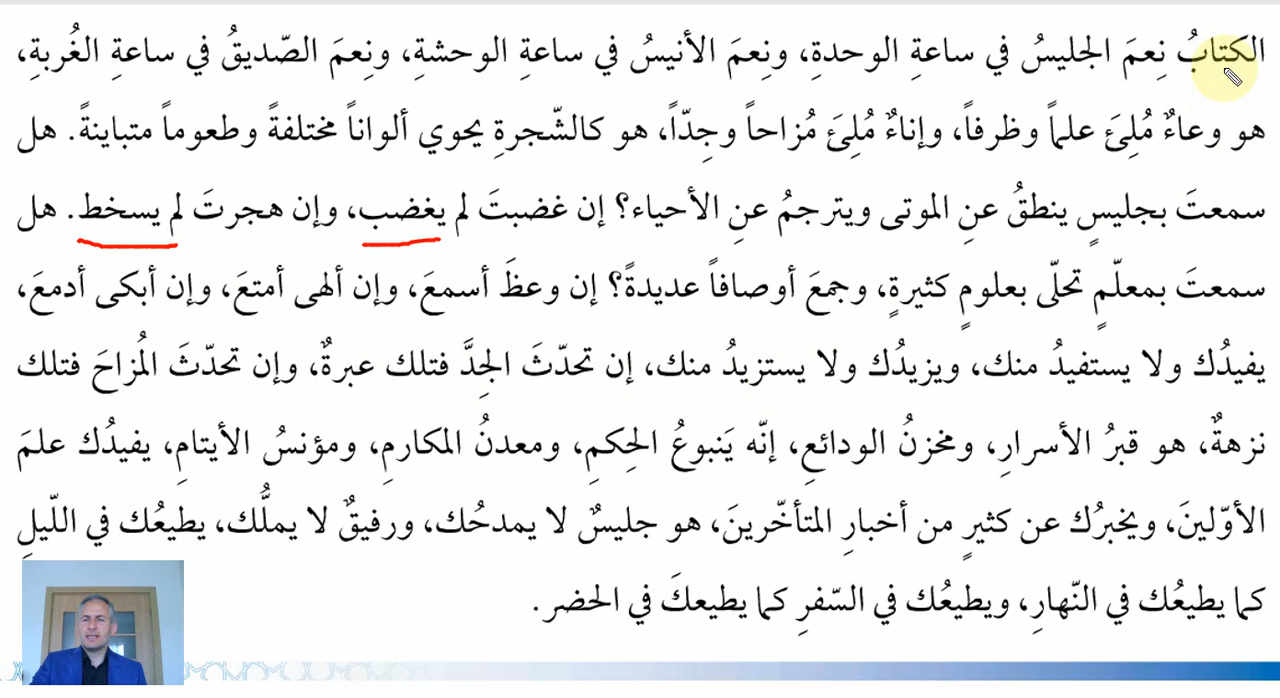 الكتابُ نِعمَ الجليسُ في ساعةِ الوحدةِ، ونِعمَ الأنيسُ في ساعةِ الوحشةِ، ونِعمَ الصّديقُ في ساعةِ الغُربةِ،
هو وعاءٌ مُلِئَ علماً وظرفاً، وإناءٌ مُلِئَ مُزاحاً وجِدّاً، هو كالشّجرةِ يحوي ألواناً مختلفةً وطعوماً متباينةً. هل
سمعتَ بجليسٍ ينطقُ عنِ الموتى ويترجمُ عنِ الأحياء؟ إن غضبتَ لم يغضب، وإن هجرتَ لم يسخط. هل
سمعتَ بمعلّمٍ تحلّى بعلومٍ كثيرةٍ، وجمعَ أوصافاً عديدةً؟ إن وعظَ أسمعَ، وإن ألهى أمتعَ، وإن أبكى أدمعَ،
يفيدُك ولا يستفيدُ منك، ويزيدُك ولا يستزيدُ منك، إن تحدّثَ الجِدَّ فتلك عبرةٌ، وإن تحدّثَ المُزاحَ فتلك
نزهةٌ، هو قبرُ الأسرارِ، ومخزنُ الودائعِ، إنّه يَنبوعُ الحِكمِ، ومعدنُ المكارمِ، ومؤنسُ الأيتامِ، يفيدُك علمَ
الأوّلينَ، ويخبرُك عن كثيرٍ من أخبارِ المتأخّرينَ، هو جليسٌ لا يمدحُك، ورفيقٌ لا يملُّك، يطيعُك في اللّيلِ
كما يطيعُك في النّهارِ، ويطيعُك في السّفرِ كما يطيعكَ في الحضر.